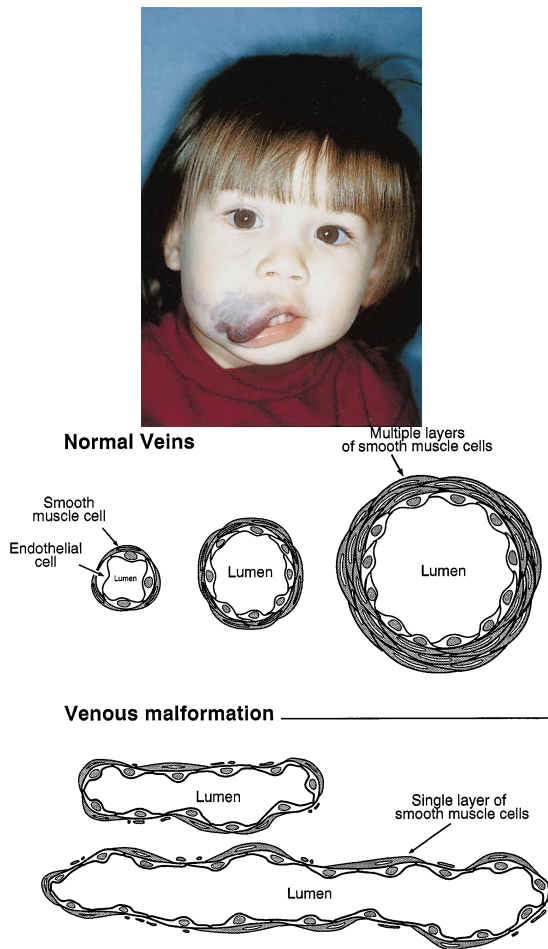 Normal Veins
Multiple layers
of smooth muscle cells
Smooth
muscle cell
Endothelial
cell
Lumen
Lumen
Lumen
Venous malformation
Lumen
Single layer of
smooth muscle cells
Lumen